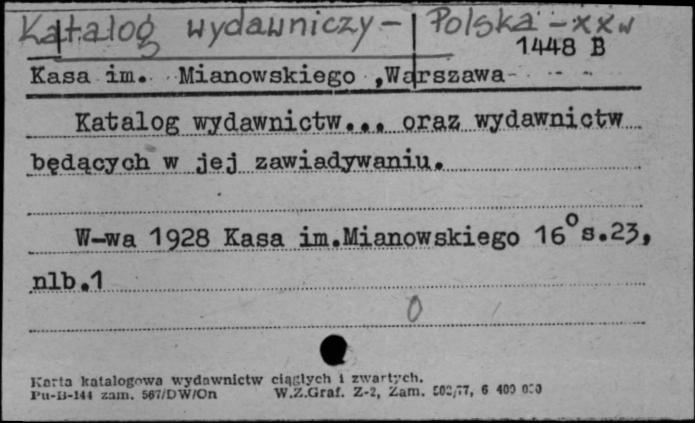 Katalog wydawniczy - Polska - XX w
1448 B
Kasa im. Mianowskiego ,Warszawa
Katalog wydawnictw... oraz wydawnictw
będących w jej zawiadywaniu.
W-wa 1928 Kasa im.Mianowskiego 16° s.23,
nlb.1
0
Karta katalogowa wydawnictw ciągłych i zwartych.
Pu-B-144 zam. 567/DW/On W.Z.Graf. Z-2, Zam.